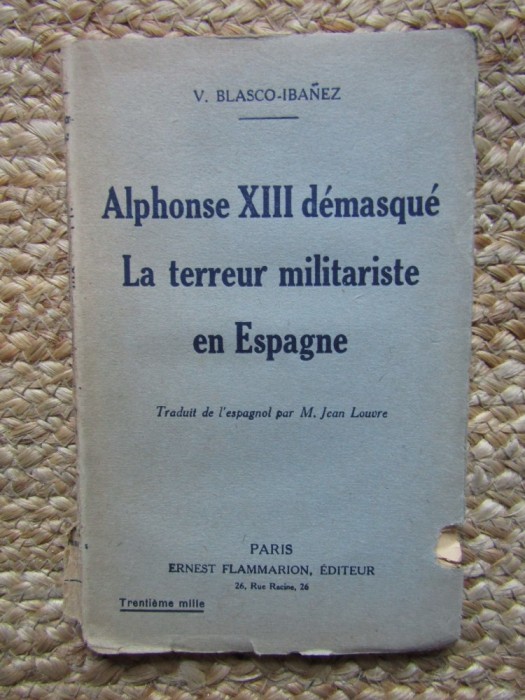 V. BLASCO-IBAÑEZ
Alphonse XIII démasqué
La terreur militariste
en Espagne
Traduit de l'espagnol par M. Jean Louvre
PARIS
ERNEST FLAMMARION, ÉDITEUR
26, Rue Racine, 26
Trentième mille